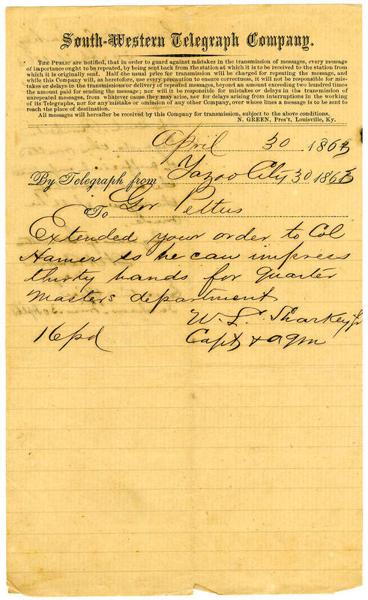 South-Western Telegraph Company.
THE PUBLIC are notified, that in order to guard against mistakes in the transmission of messages, every message
of importance ought to be repeated, by being sent back from the station at which it is to be received to the station from
which it is originally sent. Half the usual price for transmission will be charged for repeating the message, and
while this Company will, as heretofore, use every precaution to ensure correctness, it will not be responsible for mis-
takes or delays in the transmission or delivery of repeated messages, beyond an amount exceeding two hundred times
the amount paid for sending the message; nor will it be responsible for mistakes or delays in the transmission of
unrepeated messages, from whatever cause they may arise, nor for delays arising from interruptions in the working
of its Telegraphs, nor for any mistake or omission of any other Company, over whose lines a message is to be sent to
reach the place of destination.
All messages will hereafter be received by this Company for transmission, subject to the above conditions.
N. GREEN, Pres't, Louisville, Ky.
April 30 1863
By Telegraph from Yazoo City 30 1863
To Gov Pettus
Extended your order to Col
Hamer so he can impress
thirty hands for quarter
masters department
W. L. Sharkey Jr
16 pd Capt & aqm